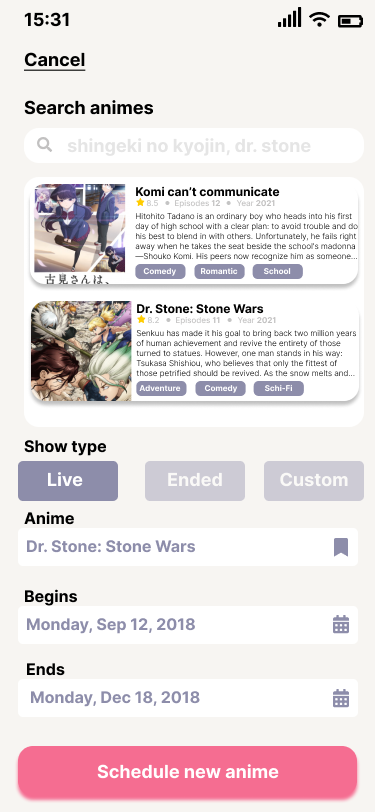 15:31
Cancel
Search animes
shingeki no kyojin, dr. stone
Komi can't communicate
8.5 • Episodes 12 • Year 2021
Hitohito Tadano is an ordinary boy who heads into his first
day of high school with a clear plan: to avoid trouble and do
his best to blend in with others. Unfortunately, he fails right
away when he takes the seat beside the school's madonna
—Shouko Komi. His peers now recognize him as someone...
Comedy Romantic School
古見さんは、
Dr. Stone: Stone Wars
8.2 • Episodes 11 • Year 2021
Senkuu has made it his goal to bring back two million years
of human achievement and revive the entirety of those
turned to statues. However, one man stands in his way:
Tsukasa Shishiou, who believes that only the fittest of
those petrified should be revived. As the snow melts and...
Adventure Comedy Schi-Fi
Show type
Live Ended Custom
Anime
Dr. Stone: Stone Wars
Begins
Monday, Sep 12, 2018
Ends
Monday, Dec 18, 2018
Schedule new anime